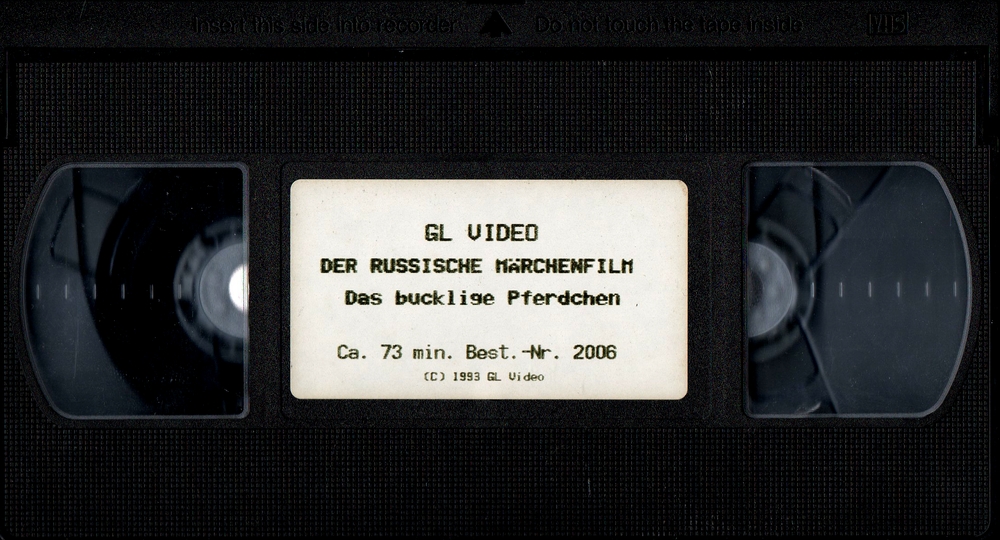 Insert this side into recorder Do not touch the tape inside VHS
GL VIDEO
DER RUSSISCHE MÄRCHENFILM
Das bucklige Pferdchen
Ca. 73 min. Best.-Nr. 2006
(C) 1993 GL Video